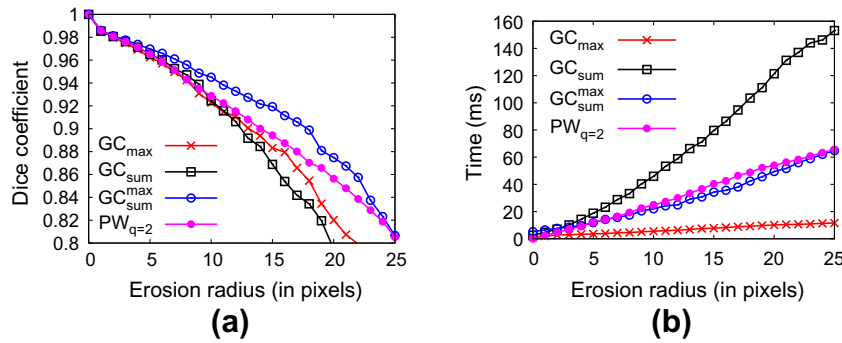 1
0.98
0.96
0.94
0.92
0.9
0.88
0.86
0.84
0.82
0.8
Dice coefficient
GCmax
GCsum
GCmaxsum
PWq=2
0 5 10 15 20 25
Erosion radius (in pixels)
(a)
160
140
120
100
80
60
40
20
0
Time (ms)
GCmax
GCsum
GCmaxsum
PWq=2
0 5 10 15 20 25
Erosion radius (in pixels)
(b)